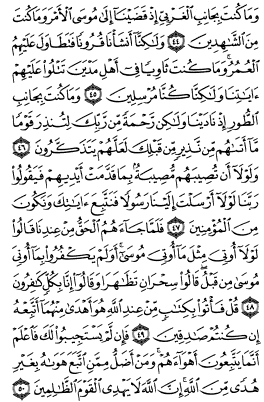 وَمَا كُنتَ بِجَانِبِ ٱلْغَرْبِيِّ إِذْ قَضَيْنَآ إِلَىٰ مُوسَى ٱلْأَمْرَ وَمَا كُنتَ
مِنَ ٱلشَّٰهِدِينَ ٤٤ وَلَٰكِنَّآ أَنشَأْنَا قُرُونًا فَتَطَاوَلَ عَلَيْهِمُ
ٱلْعُمُرُ وَمَا كُنتَ ثَاوِيًا فِىٓ أَهْلِ مَدْيَنَ تَتْلُوا۟ عَلَيْهِمْ
ءَايَٰتِنَا وَلَٰكِنَّا كُنَّا مُرْسِلِينَ ٤٥ وَمَا كُنتَ بِجَانِبِ
ٱلطُّورِ إِذْ نَادَيْنَا وَلَٰكِن رَّحْمَةً مِّن رَّبِّكَ لِتُنذِرَ قَوْمًا
مَّآ أَتَىٰهُم مِّن نَّذِيرٍ مِّن قَبْلِكَ لَعَلَّهُمْ يَتَذَكَّرُونَ ٤٦
وَلَوْلَآ أَن تُصِيبَهُم مُّصِيبَةٌۢ بِمَا قَدَّمَتْ أَيْدِيهِمْ فَيَقُولُوا۟
رَبَّنَا لَوْلَآ أَرْسَلْتَ إِلَيْنَا رَسُولًا فَنَتَّبِعَ ءَايَٰتِكَ وَنَكُونَ
مِنَ ٱلْمُؤْمِنِينَ ٤٧ فَلَمَّا جَآءَهُمُ ٱلْحَقُّ مِنْ عِندِنَا قَالُوا۟
لَوْلَآ أُوتِىَ مِثْلَ مَآ أُوتِىَ مُوسَىٰٓ أَوَلَمْ يَكْفُرُوا۟ بِمَآ أُوتِىَ
مُوسَىٰ مِن قَبْلُ قَالُوا۟ سِحْرَانِ تَظَٰهَرَا وَقَالُوٓا۟ إِنَّا بِكُلٍّ كَٰفِرُونَ
٤٨ قُلْ فَأْتُوا۟ بِكِتَٰبٍ مِّنْ عِندِ ٱللَّهِ هُوَ أَهْدَىٰ مِنْهُمَآ أَتَّبِعْهُ
إِن كُنتُمْ صَٰدِقِينَ ٤٩ فَإِن لَّمْ يَسْتَجِيبُوا۟ لَكَ فَٱعْلَمْ
أَنَّمَا يَتَّبِعُونَ أَهْوَآءَهُمْ وَمَنْ أَضَلُّ مِمَّنِ ٱتَّبَعَ هَوَىٰهُ بِغَيْرِ
هُدًى مِّنَ ٱللَّهِ إِنَّ ٱللَّهَ لَا يَهْدِى ٱلْقَوْمَ ٱلظَّٰلِمِينَ ٥٠